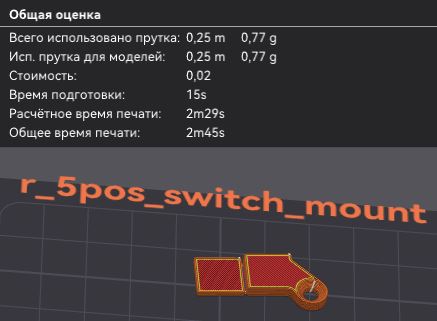 Общая оценка
Всего использовано прутка: 0,25 m 0,77 g
Исп. прутка для моделей: 0,25 m 0,77 g
Стоимость: 0,02
Время подготовки: 15s
Расчётное время печати: 2m29s
Общее время печати: 2m45s
r_5pos_switch_mount